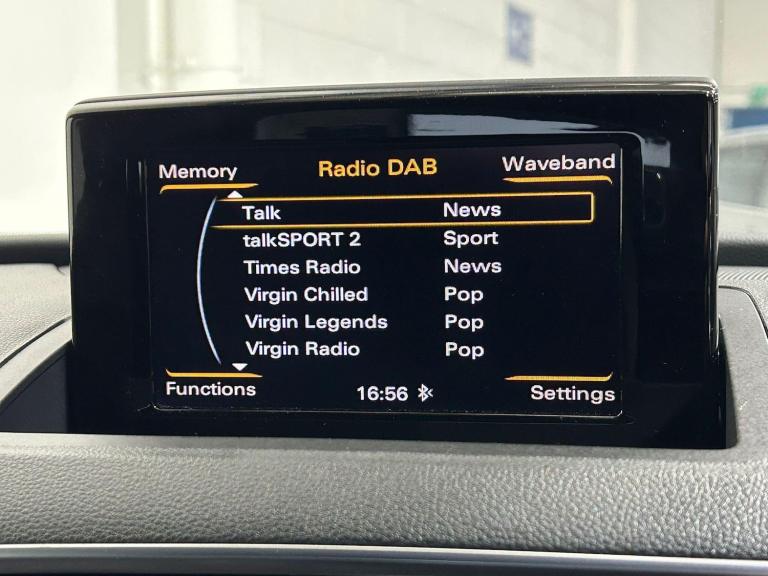 Memory Radio DAB Waveband
Talk News
talkSPORT 2 Sport
Times Radio News
Virgin Chilled Pop
Virgin Legends Pop
Virgin Radio Pop
Functions 16:56 Settings